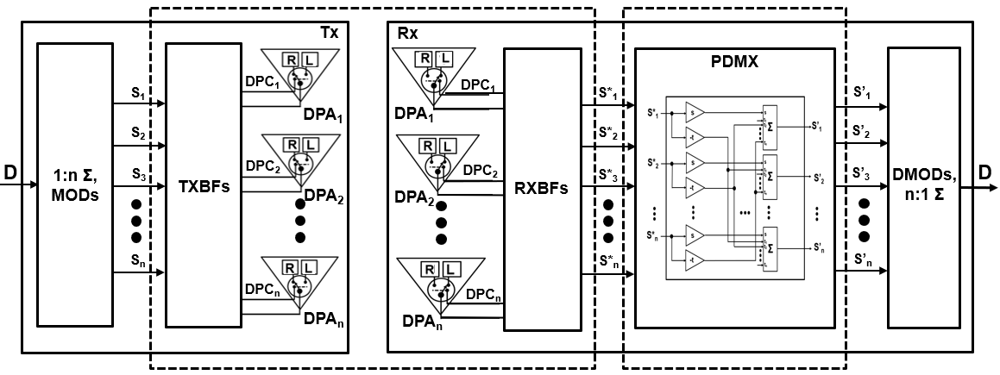 Tx
Rx
D
1:n Σ,
MODs
S1
S2
S3
Sn
TXBFs
R L
DPC1
DPA1
R L
DPC2
DPA2
R L
DPCn
DPAn
R L
DPC1
DPA1
R L
DPC2
DPA2
R L
DPCn
DPAn
RXBFs
S*1
S*2
S*3
S*n
PDMX
S*1
s
-t
s
Σ
S'1
S*2
s
-t
s
Σ
S'2
S*n
s
-t
s
Σ
S'n
S'1
S'2
S'3
S'n
DMODs,
n:1 Σ
D